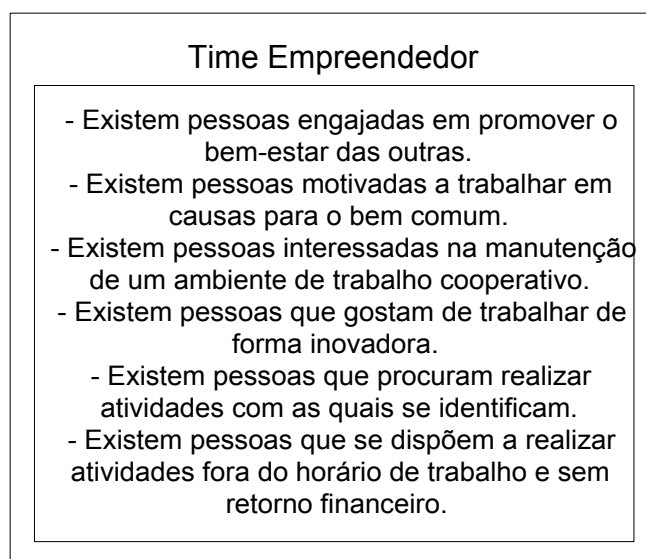 Time Empreendedor
- Existem pessoas engajadas em promover o
bem-estar das outras.
- Existem pessoas motivadas a trabalhar em
causas para o bem comum.
- Existem pessoas interessadas na manutenção
de um ambiente de trabalho cooperativo.
- Existem pessoas que gostam de trabalhar de
forma inovadora.
- Existem pessoas que procuram realizar
atividades com as quais se identificam.
- Existem pessoas que se dispõem a realizar
atividades fora do horário de trabalho e sem
retorno financeiro.